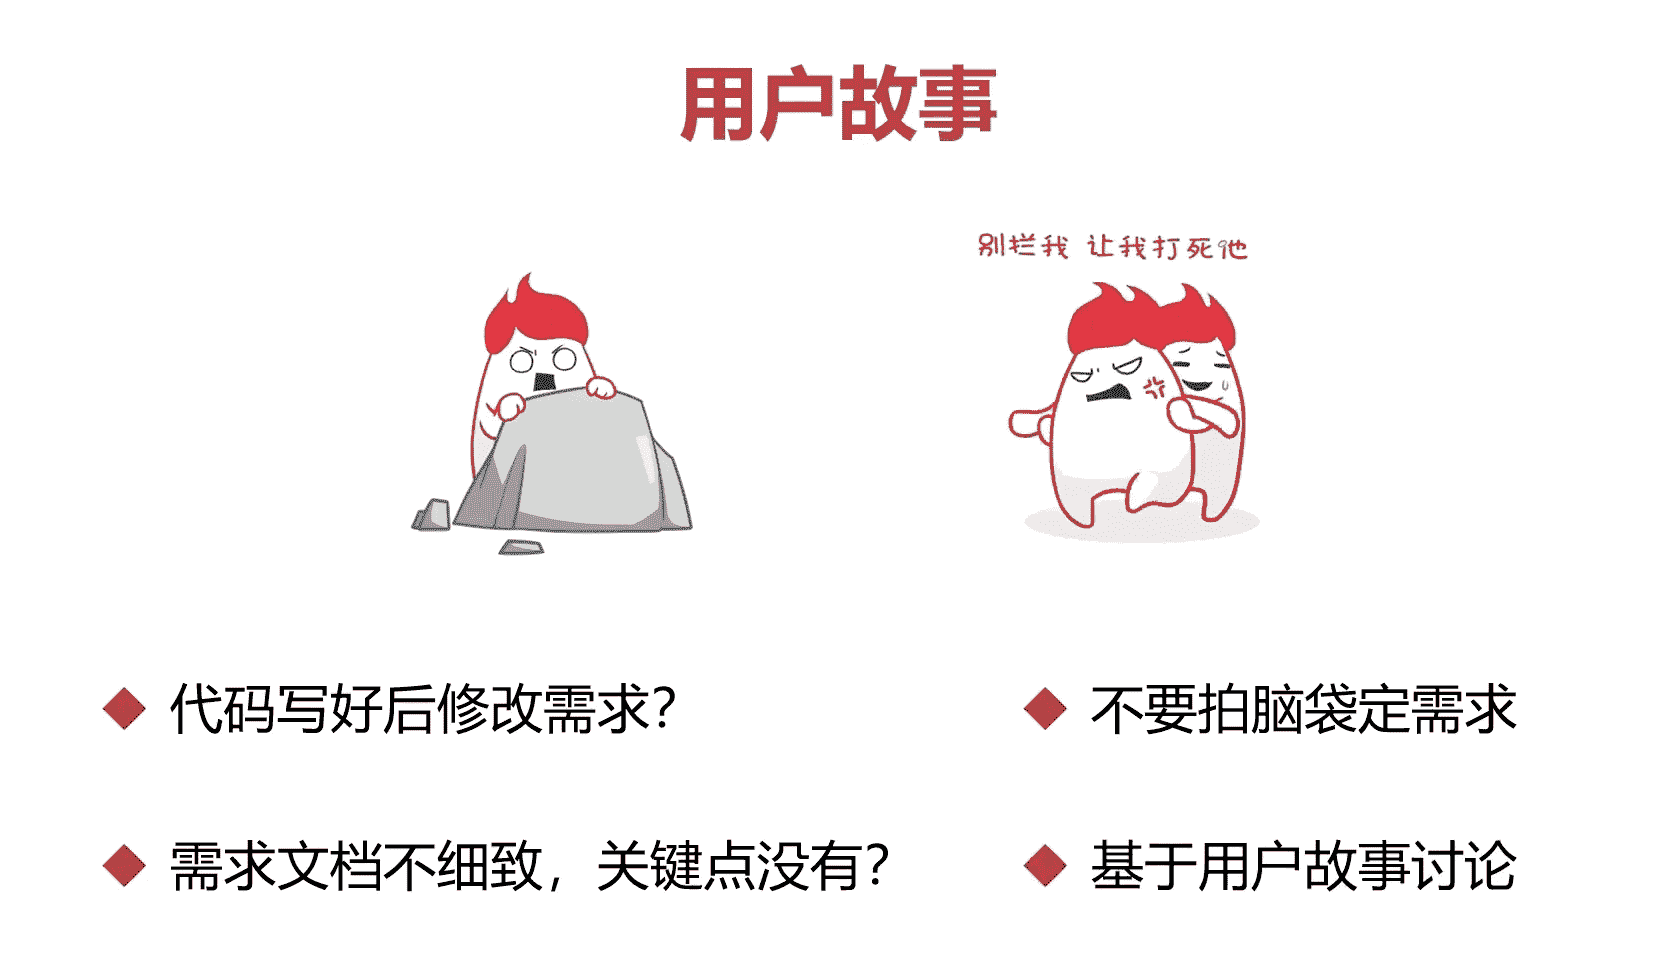 用户故事
别拦我 让我打死他
代码写好后修改需求？
不要拍脑袋定需求
需求文档不细致，关键点没有？
基于用户故事讨论